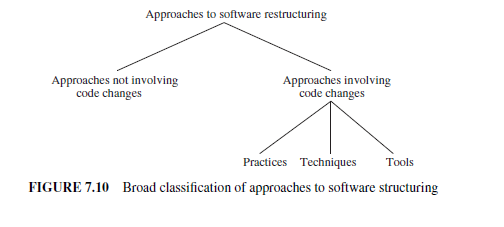 Approaches to software restructuring
Approaches not involving
code changes
Approaches involving
code changes
Practices Techniques Tools
FIGURE 7.10 Broad classification of approaches to software structuring